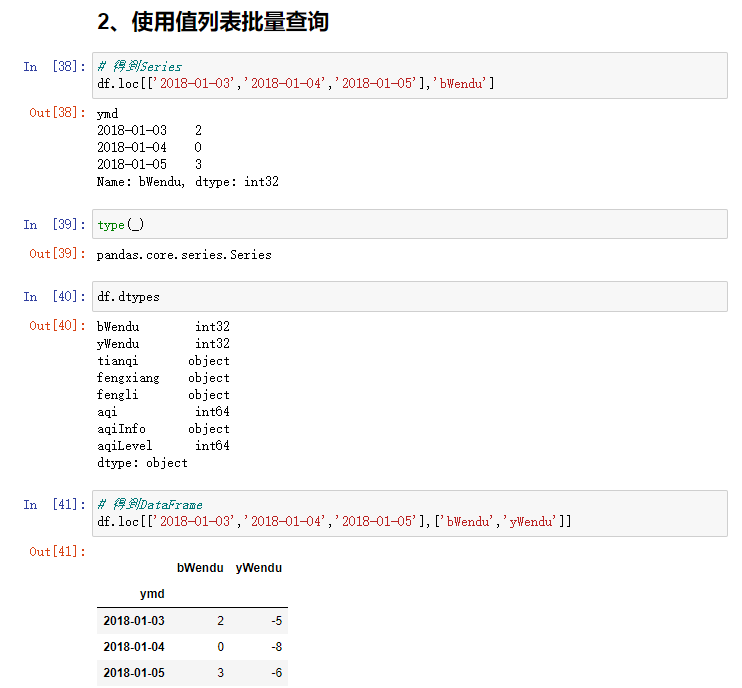 2、使用值列表批量查询
In [38]: # 得到Series
df.loc[['2018-01-03','2018-01-04','2018-01-05'],'bWendu']
Out[38]: ymd
2018-01-03    2
2018-01-04    0
2018-01-05    3
Name: bWendu, dtype: int32
In [39]: type(_)
Out[39]: pandas.core.series.Series
In [40]: df.dtypes
Out[40]: bWendu        int32
yWendu        int32
tianqi       object
fengxiang    object
fengli       object
aqi           int64
aqiInfo      object
aqiLevel      int64
dtype: object
In [41]: # 得到DataFrame
df.loc[['2018-01-03','2018-01-04','2018-01-05'],['bWendu','yWendu']]
Out[41]:
bWendu yWendu
ymd
2018-01-03 2 -5
2018-01-04 0 -8
2018-01-05 3 -6